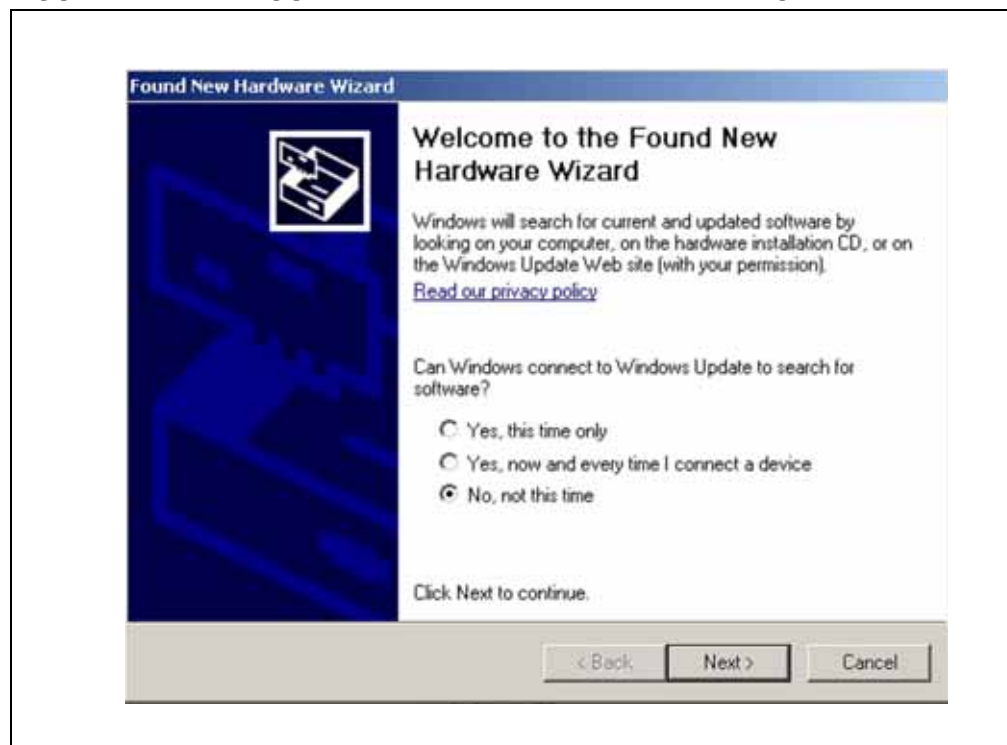 Found New Hardware Wizard
Welcome to the Found New
Hardware Wizard
Windows will search for current and updated software by
looking on your computer, on the hardware installation CD, or on
the Windows Update Web site (with your permission).
Read our privacy policy
Can Windows connect to Windows Update to search for
software?
Yes, this time only
Yes, now and every time I connect a device
No, not this time
Click Next to continue.
< Back
Next >
Cancel